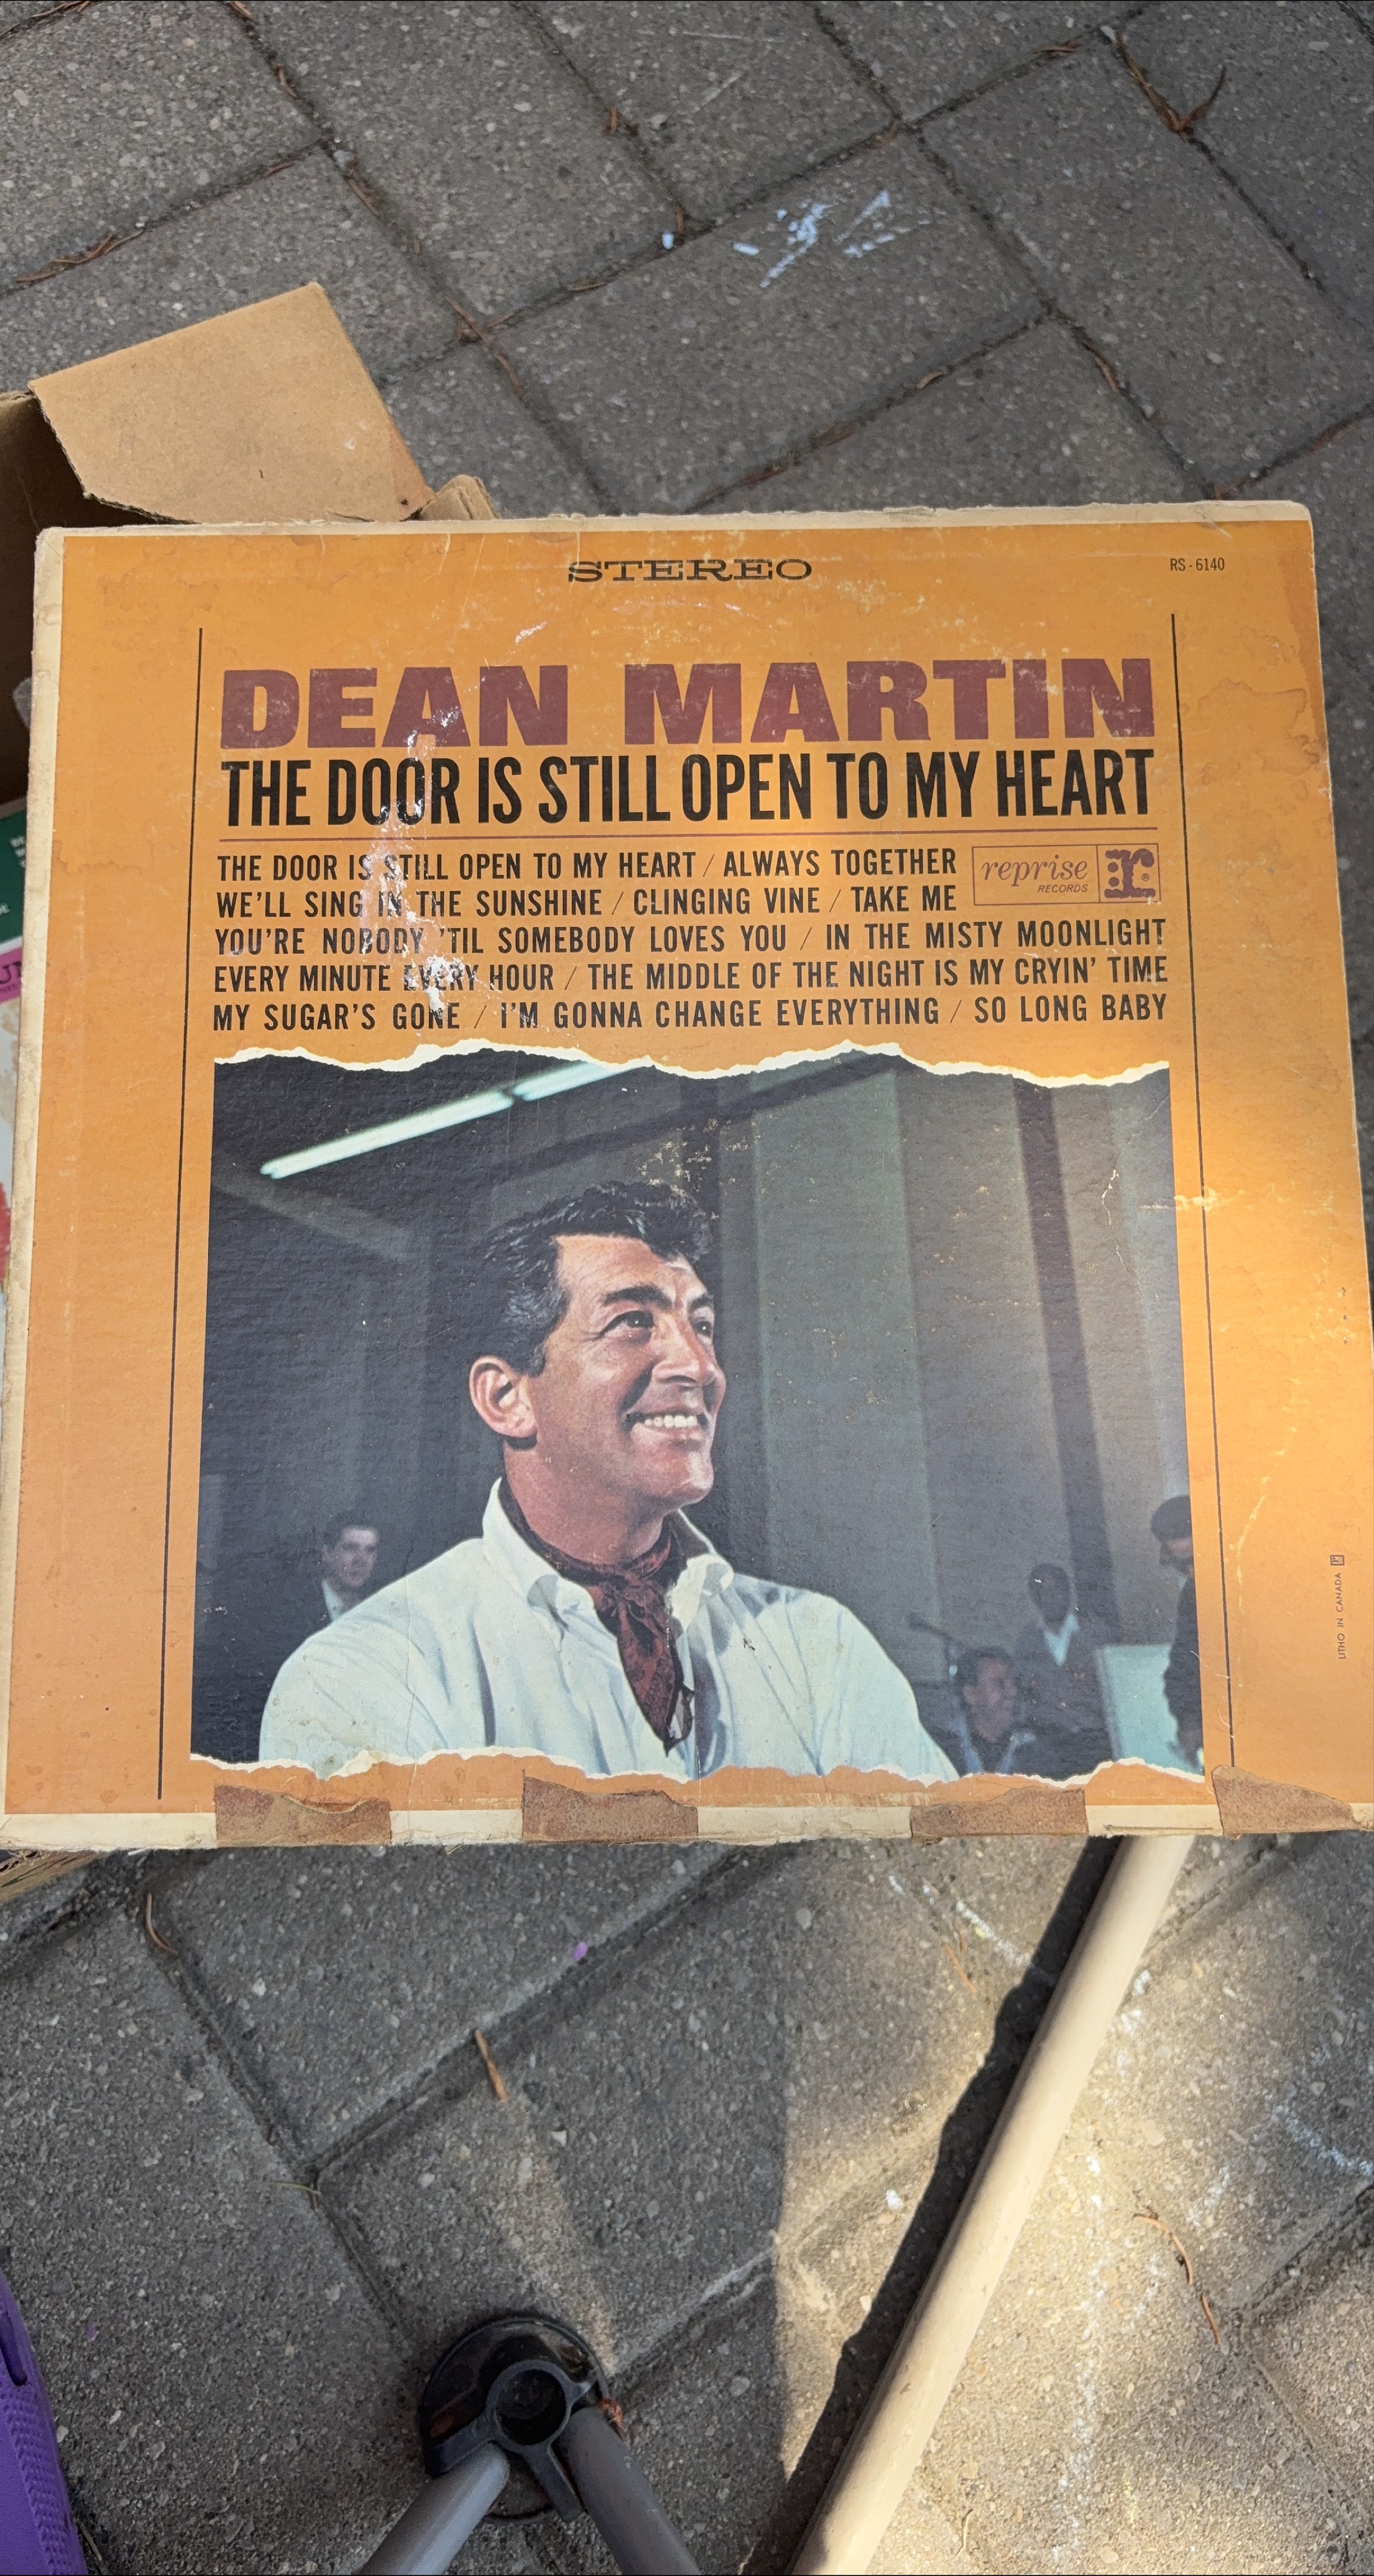 STEREO
RS - 6140
DEAN MARTIN
THE DOOR IS STILL OPEN TO MY HEART
THE DOOR IS STILL OPEN TO MY HEART / ALWAYS TOGETHER
WE'LL SING IN THE SUNSHINE / CLINGING VINE / TAKE ME
reprise
RECORDS
r
YOU'RE NOBODY 'TIL SOMEBODY LOVES YOU / IN THE MISTY MOONLIGHT
EVERY MINUTE EVERY HOUR / THE MIDDLE OF THE NIGHT IS MY CRYIN' TIME
MY SUGAR'S GONE / I'M GONNA CHANGE EVERYTHING / SO LONG BABY
LITHO IN CANADA